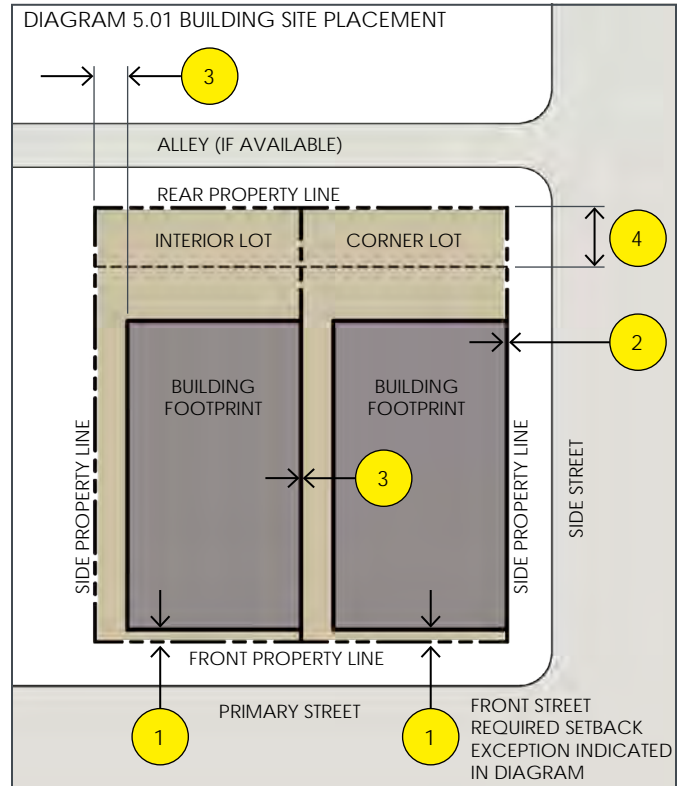 DIAGRAM 5.01 BUILDING SITE PLACEMENT
3
ALLEY (IF AVAILABLE)
REAR PROPERTY LINE
INTERIOR LOT
CORNER LOT
4
2
BUILDING
FOOTPRINT
BUILDING
FOOTPRINT
SIDE PROPERTY LINE
3
SIDE PROPERTY LINE
SIDE STREET
FRONT PROPERTY LINE
PRIMARY STREET
1
1
FRONT STREET
REQUIRED SETBACK
EXCEPTION INDICATED
IN DIAGRAM